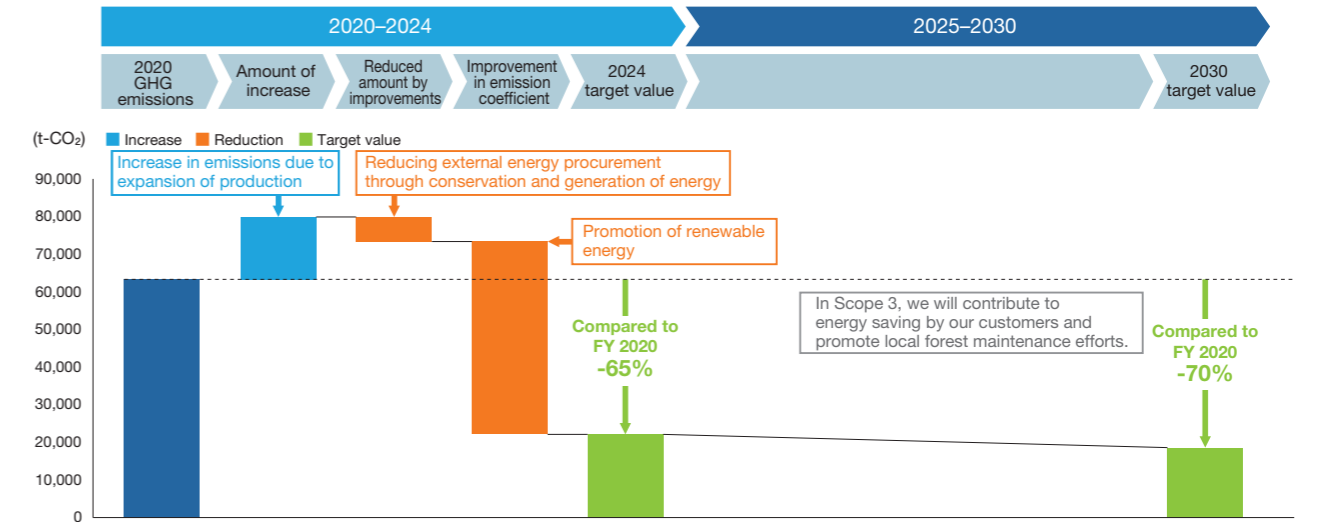 2020–2024
2025–2030
2020
GHG
emissions
Amount of
increase
Reduced
amount by
improvements
Improvement
in emission
coefficient
2024
target value
2030
target value
(t-CO₂)
Increase
Reduction
Target value
Increase in emissions due to
expansion of production
Reducing external energy procurement
through conservation and generation of energy
Promotion of renewable
energy
90,000
80,000
70,000
60,000
50,000
40,000
30,000
20,000
10,000
0
Compared to
FY 2020
-65%
In Scope 3, we will contribute to
energy saving by our customers and
promote local forest maintenance efforts.
Compared to
FY 2020
-70%